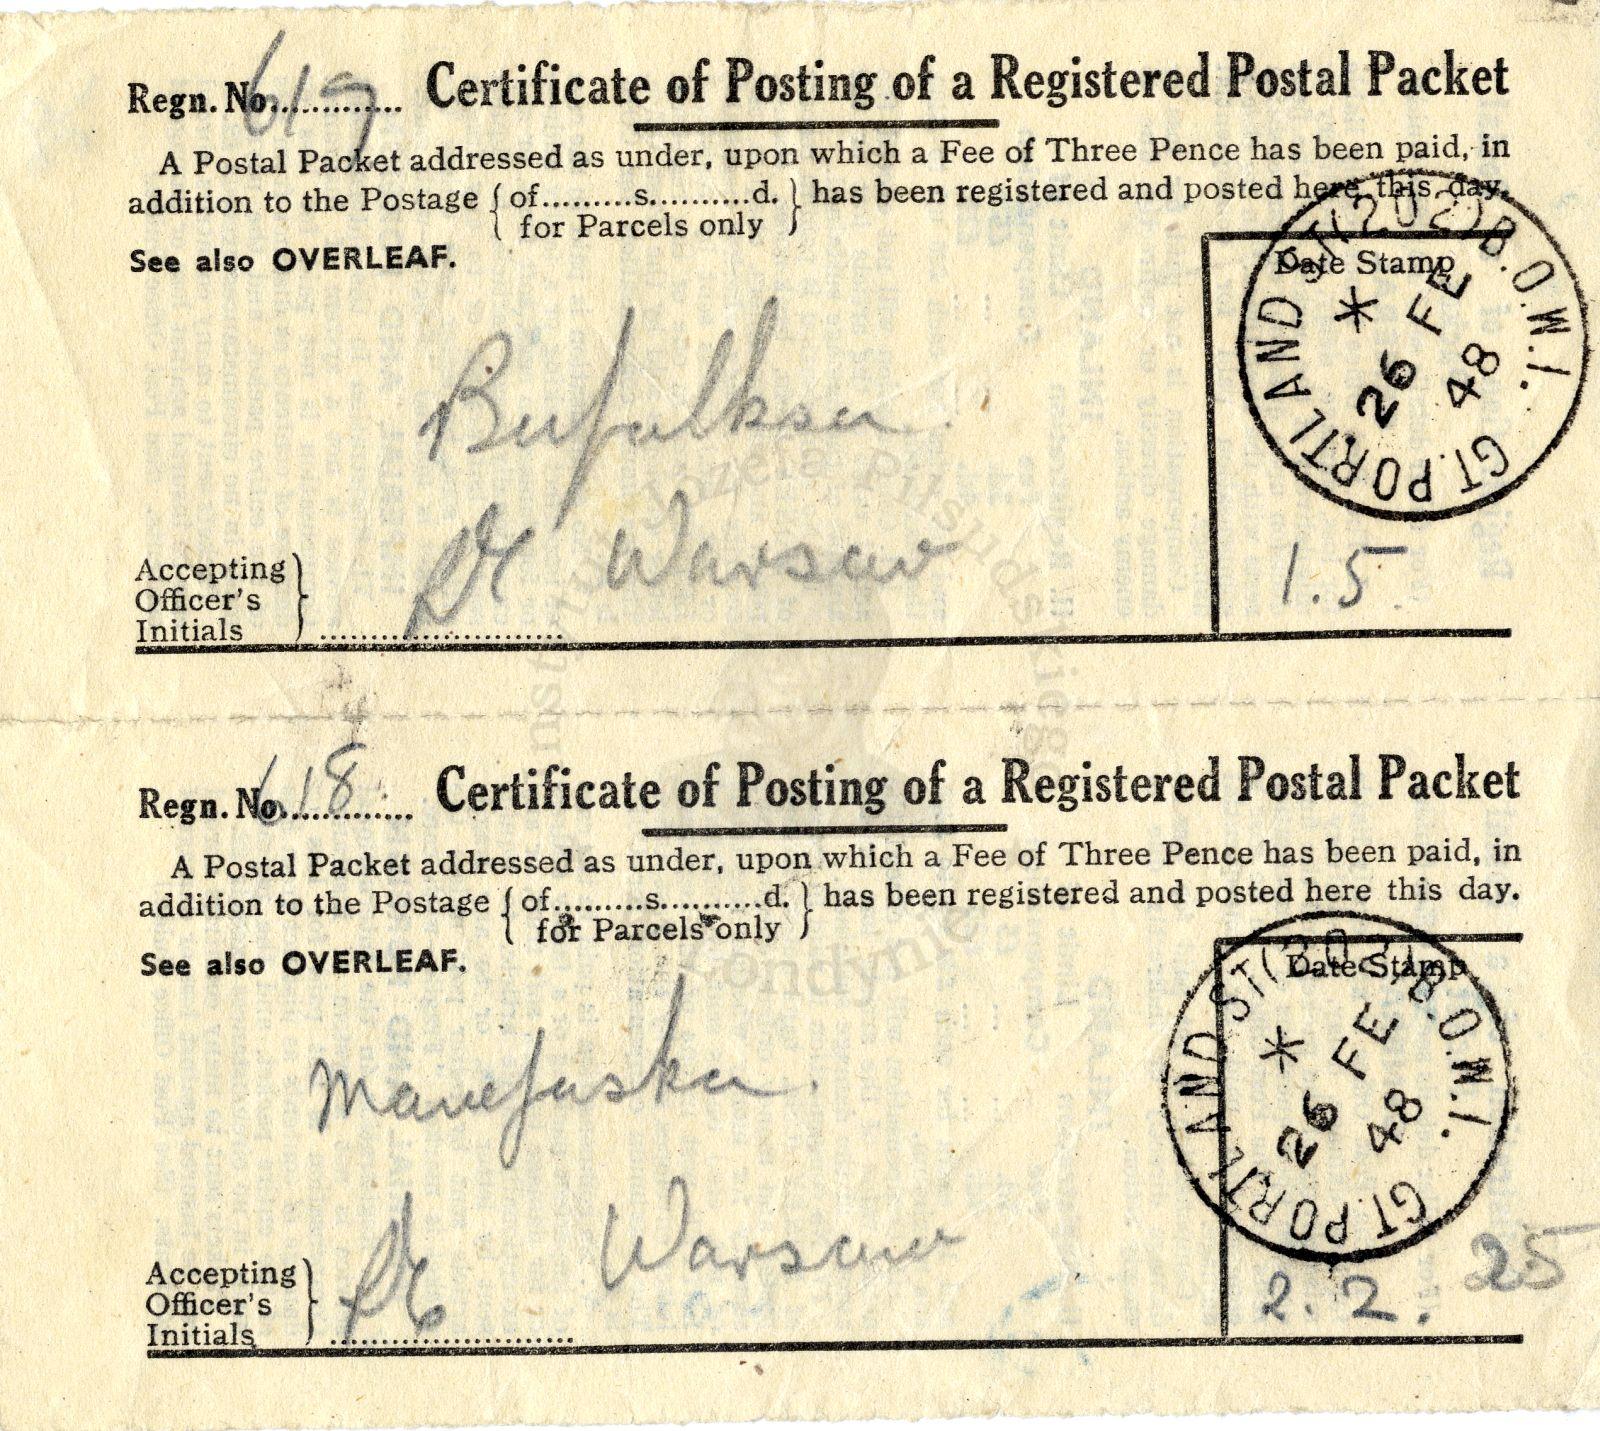 Regn. No. 619 Certificate of Posting of a Registered Postal Packet
A Postal Packet addressed as under, upon which a Fee of Three Pence has been paid, in
addition to the Postage { of.........s..........d. } has been registered and posted here this day.
for Parcels only
See also OVERLEAF.
Date Stamp
GT. PORTLAND ST (202) B.O. W.1.
* 26 FE 48
Warsaw
1.5.
Accepting
Officer's
Initials
Instytut Józefa Piłsudskiego
Regn. No. 618 Certificate of Posting of a Registered Postal Packet
A Postal Packet addressed as under, upon which a Fee of Three Pence has been paid, in
addition to the Postage { of.........s..........d. } has been registered and posted here this day.
for Parcels only
See also OVERLEAF.
Londynie
Date Stamp
GT. PORTLAND ST (202) B.O. W.1.
* 26 FE 48
Warsaw
2.2. 25
Accepting
Officer's
Initials